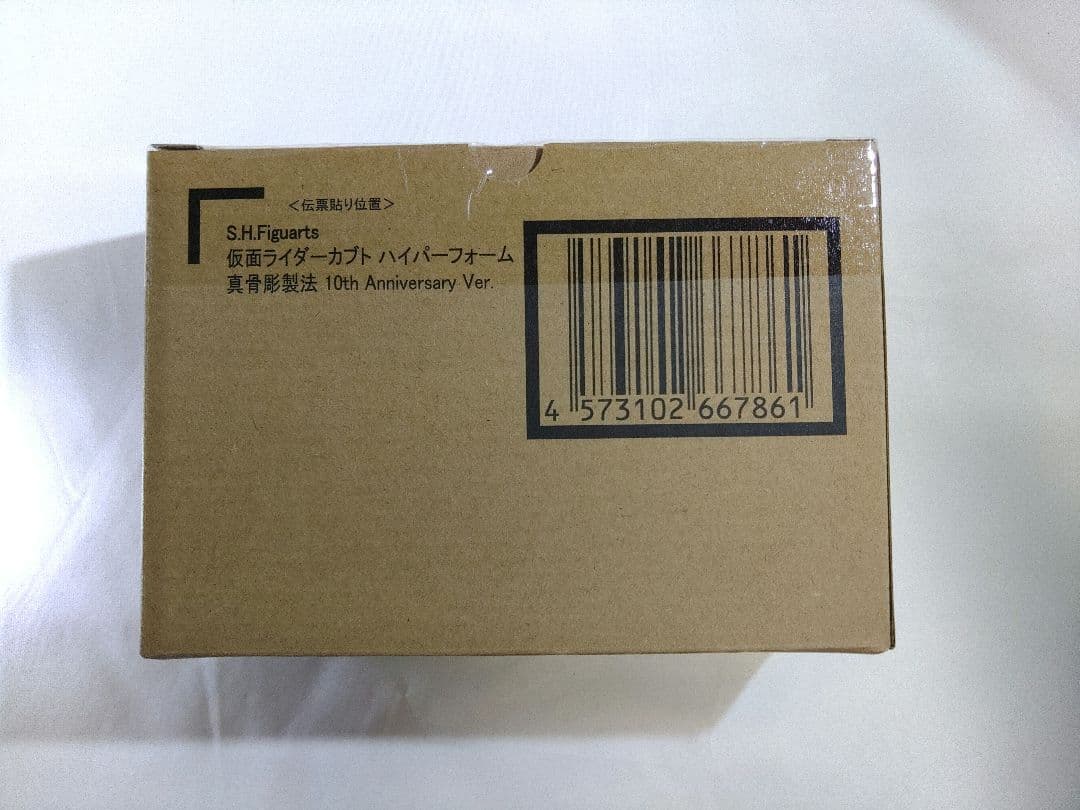 ＜伝票貼り位置＞
S.H.Figuarts
仮面ライダーカブト ハイパーフォーム
真骨彫製法 10th Anniversary Ver.
4 573102 667861